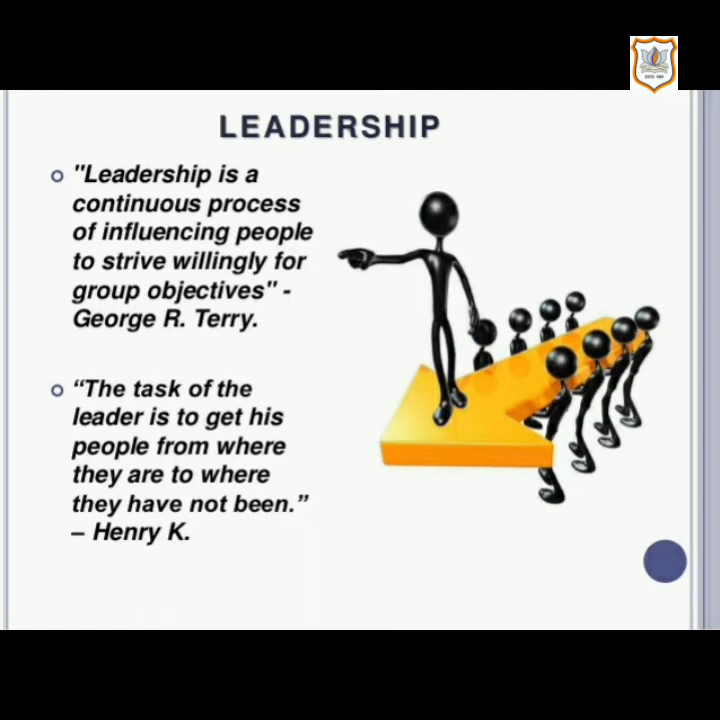 LEADERSHIP
"Leadership is a
continuous process
of influencing people
to strive willingly for
group objectives" -
George R. Terry.
“The task of the
leader is to get his
people from where
they are to where
they have not been.”
– Henry K.